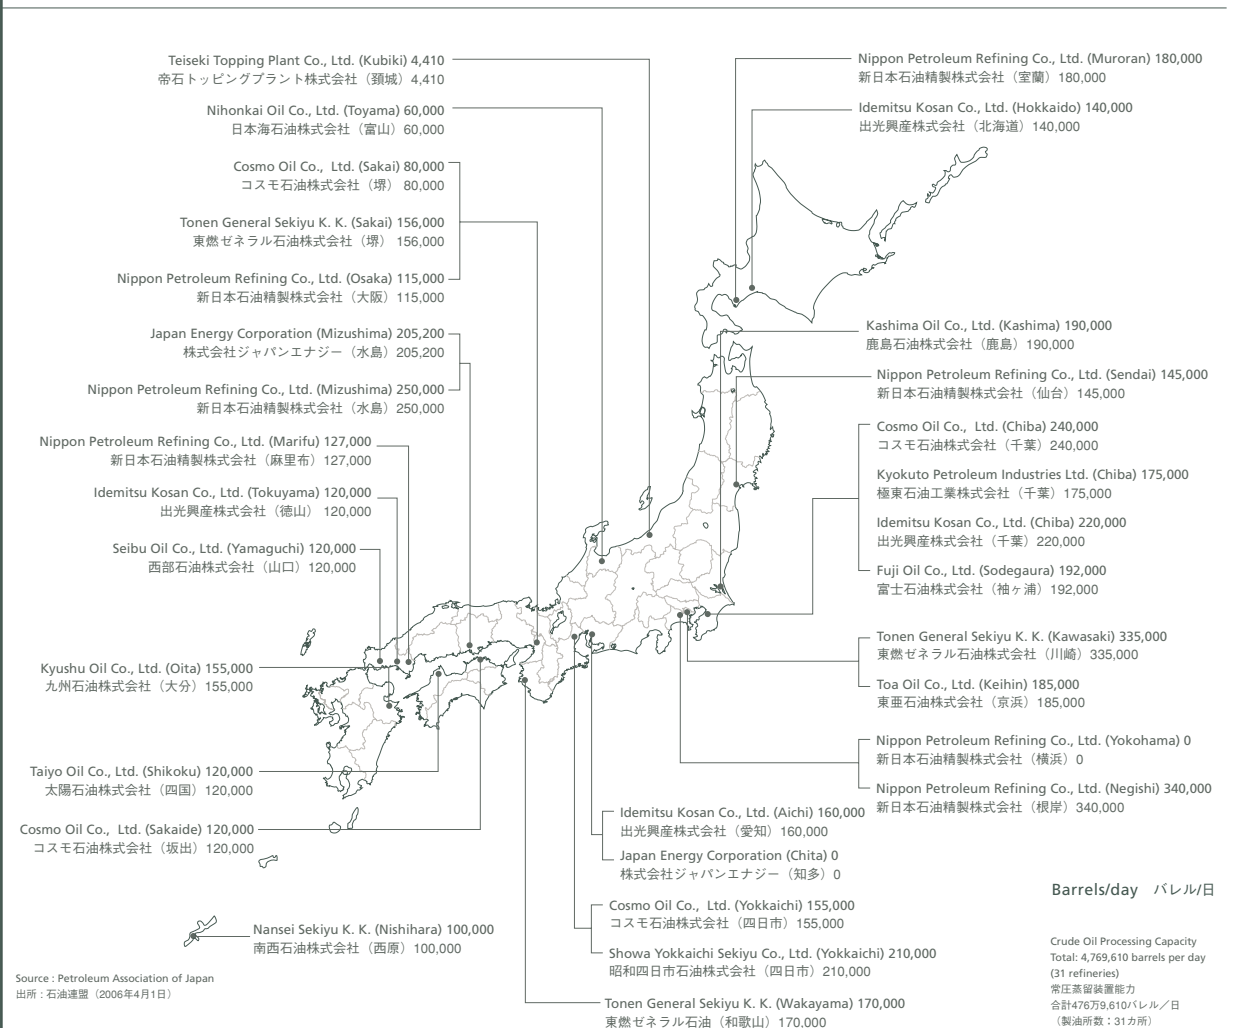 Teiseki Topping Plant Co., Ltd. (Kubiki) 4,410
帝石トッピングプラント株式会社（頚城）4,410
Nihonkai Oil Co., Ltd. (Toyama) 60,000
日本海石油株式会社（富山）60,000
Cosmo Oil Co., Ltd. (Sakai) 80,000
コスモ石油株式会社（堺） 80,000
Tonen General Sekiyu K. K. (Sakai) 156,000
東燃ゼネラル石油株式会社（堺） 156,000
Nippon Petroleum Refining Co., Ltd. (Osaka) 115,000
新日本石油精製株式会社（大阪）115,000
Japan Energy Corporation (Mizushima) 205,200
株式会社ジャパンエナジー（水島）205,200
Nippon Petroleum Refining Co., Ltd. (Mizushima) 250,000
新日本石油精製株式会社（水島）250,000
Nippon Petroleum Refining Co., Ltd. (Marifu) 127,000
新日本石油精製株式会社（麻里布）127,000
Idemitsu Kosan Co., Ltd. (Tokuyama) 120,000
出光興産株式会社（徳山）120,000
Seibu Oil Co., Ltd. (Yamaguchi) 120,000
西部石油株式会社（山口）120,000
Kyushu Oil Co., Ltd. (Oita) 155,000
九州石油株式会社（大分）155,000
Taiyo Oil Co., Ltd. (Shikoku) 120,000
太陽石油株式会社（四国）120,000
Cosmo Oil Co., Ltd. (Sakaide) 120,000
コスモ石油株式会社（坂出）120,000
Nansei Sekiyu K. K. (Nishihara) 100,000
南西石油株式会社（西原）100,000
Source : Petroleum Association of Japan
出所：石油連盟（2006年4月1日）
Nippon Petroleum Refining Co., Ltd. (Muroran) 180,000
新日本石油精製株式会社（室蘭）180,000
Idemitsu Kosan Co., Ltd. (Hokkaido) 140,000
出光興産株式会社（北海道）140,000
Kashima Oil Co., Ltd. (Kashima) 190,000
鹿島石油株式会社（鹿島）190,000
Nippon Petroleum Refining Co., Ltd. (Sendai) 145,000
新日本石油精製株式会社（仙台）145,000
Cosmo Oil Co., Ltd. (Chiba) 240,000
コスモ石油株式会社（千葉）240,000
Kyokuto Petroleum Industries Ltd. (Chiba) 175,000
極東石油工業株式会社（千葉）175,000
Idemitsu Kosan Co., Ltd. (Chiba) 220,000
出光興産株式会社（千葉）220,000
Fuji Oil Co., Ltd. (Sodegaura) 192,000
富士石油株式会社（袖ヶ浦）192,000
Tonen General Sekiyu K. K. (Kawasaki) 335,000
東燃ゼネラル石油株式会社（川崎）335,000
Toa Oil Co., Ltd. (Keihin) 185,000
東亜石油株式会社（京浜）185,000
Nippon Petroleum Refining Co., Ltd. (Yokohama) 0
新日本石油精製株式会社（横浜）0
Nippon Petroleum Refining Co., Ltd. (Negishi) 340,000
新日本石油精製株式会社（根岸）340,000
Idemitsu Kosan Co., Ltd. (Aichi) 160,000
出光興産株式会社（愛知）160,000
Japan Energy Corporation (Chita) 0
株式会社ジャパンエナジー（知多）0
Cosmo Oil Co., Ltd. (Yokkaichi) 155,000
コスモ石油株式会社（四日市）155,000
Showa Yokkaichi Sekiyu Co., Ltd. (Yokkaichi) 210,000
昭和四日市石油株式会社（四日市）210,000
Tonen General Sekiyu K. K. (Wakayama) 170,000
東燃ゼネラル石油（和歌山）170,000
Barrels/day バレル/日
Crude Oil Processing Capacity
Total: 4,769,610 barrels per day
(31 refineries)
常圧蒸留装置能力
合計476万9,610バレル／日
（製油所数：31カ所）